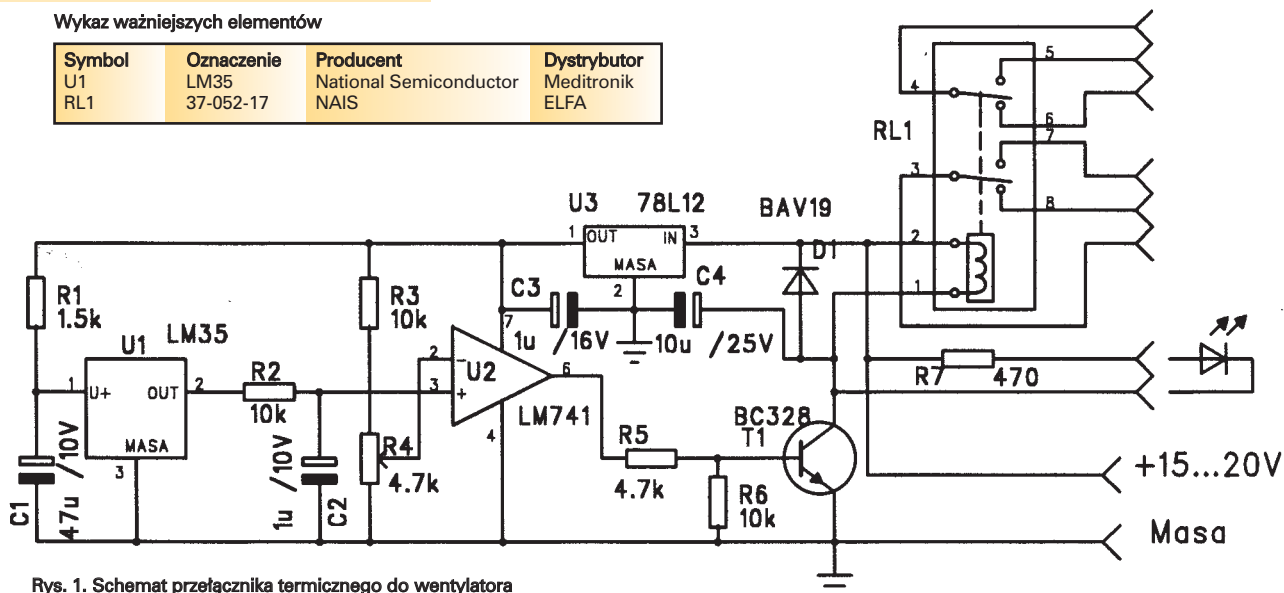 Wykaz ważniejszych elementów
Symbol Oznaczenie Producent Dystrybutor
U1 LM35 National Semiconductor Meditronik
RL1 37-052-17 NAIS ELFA
5
4
6
RL1
7
3
8
2
1
U3 78L12 BAV19
1 OUT IN 3
MASA
2
D1
C3
C4
1u /16V
10u /25V
R1
1.5k
R3
10k
U1 LM35
1 U+ OUT 2
MASA
3
R2
10k
7
2 -
3 +
U2
6
4
LM741
R4
4.7k
C1
47u /10V
1u /10V
C2
R5
4.7k
R6
10k
BC328
T1
R7 470
+15...20V
Masa
Rys. 1. Schemat przełącznika termicznego do wentylatora